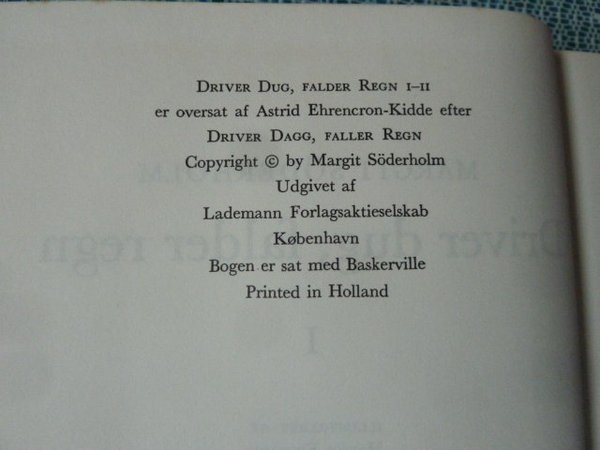 DRIVER DUG, FALDER REGN I–II
er oversat af Astrid Ehrencron-Kidde efter
DRIVER DAGG, FALLER REGN
Copyright © by Margit Söderholm
Udgivet af
Lademann Forlagsaktieselskab
København
Bogen er sat med Baskerville
Printed in Holland